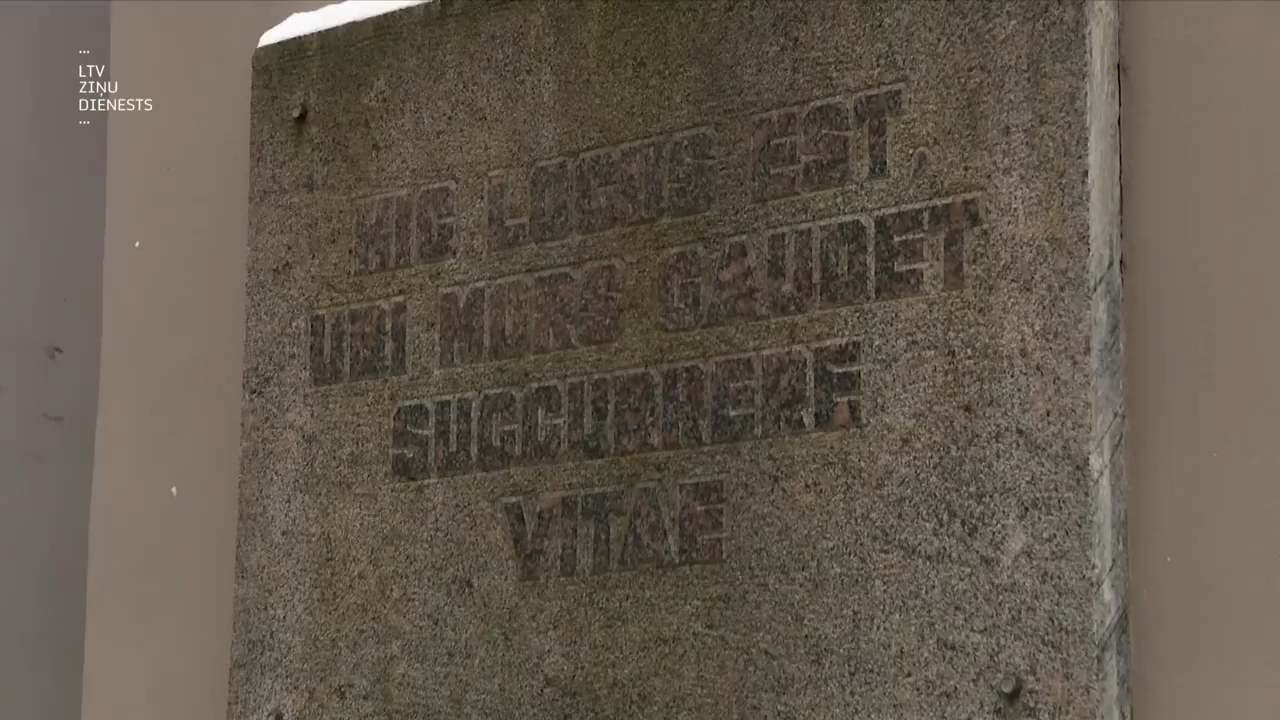 LTV
ZIŅU
DIENESTS
HIC LOCUS EST,
UBI MORS GAUDET
SUCCURRERE
VITAE